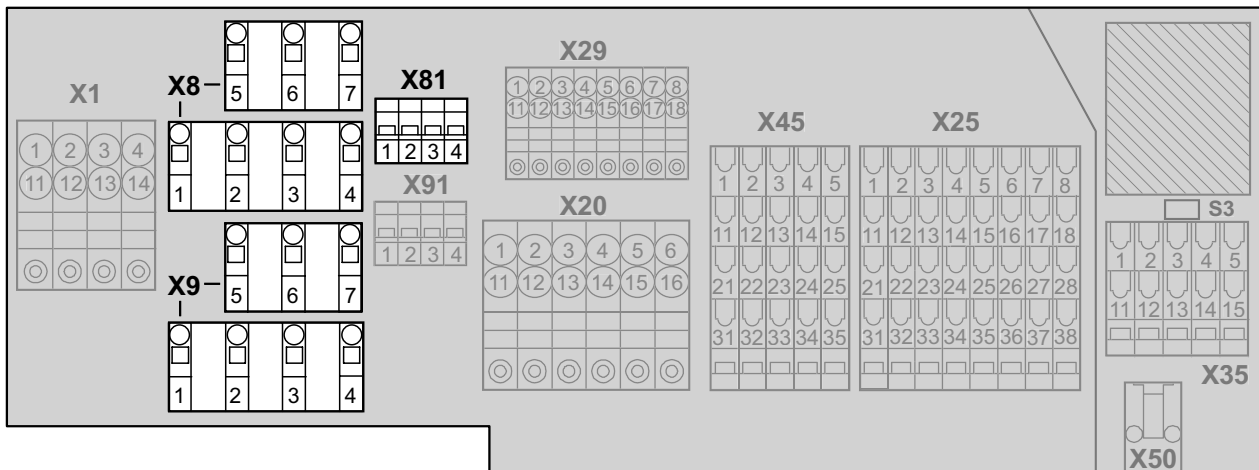 X1
1 2 3 4
11 12 13 14
X8
5 6 7
1 2 3 4
X9
5 6 7
1 2 3 4
X81
1 2 3 4
X91
1 2 3 4
X29
1 2 3 4 5 6 7 8
11 12 13 14 15 16 17 18
X20
1 2 3 4 5 6
11 12 13 14 15 16
X45
1 2 3 4 5
11 12 13 14 15
21 22 23 24 25
31 32 33 34 35
X25
1 2 3 4 5 6 7 8
11 12 13 14 15 16 17 18
21 22 23 24 25 26 27 28
31 32 33 34 35 36 37 38
S3
1 2 3 4 5
11 12 13 14 15
X35
X50